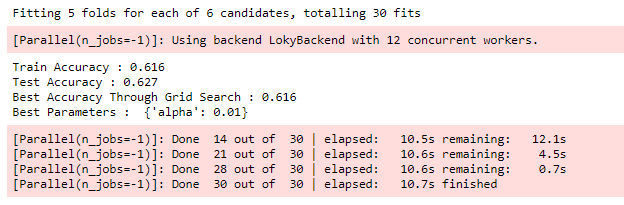 Fitting 5 folds for each of 6 candidates, totalling 30 fits
[Parallel(n_jobs=-1)]: Using backend LokyBackend with 12 concurrent workers.
Train Accuracy : 0.616
Test Accuracy : 0.627
Best Accuracy Through Grid Search : 0.616
Best Parameters :  {'alpha': 0.01}
[Parallel(n_jobs=-1)]: Done  14 out of  30 | elapsed:   10.5s remaining:   12.1s
[Parallel(n_jobs=-1)]: Done  21 out of  30 | elapsed:   10.6s remaining:    4.5s
[Parallel(n_jobs=-1)]: Done  28 out of  30 | elapsed:   10.6s remaining:    0.7s
[Parallel(n_jobs=-1)]: Done  30 out of  30 | elapsed:   10.7s finished